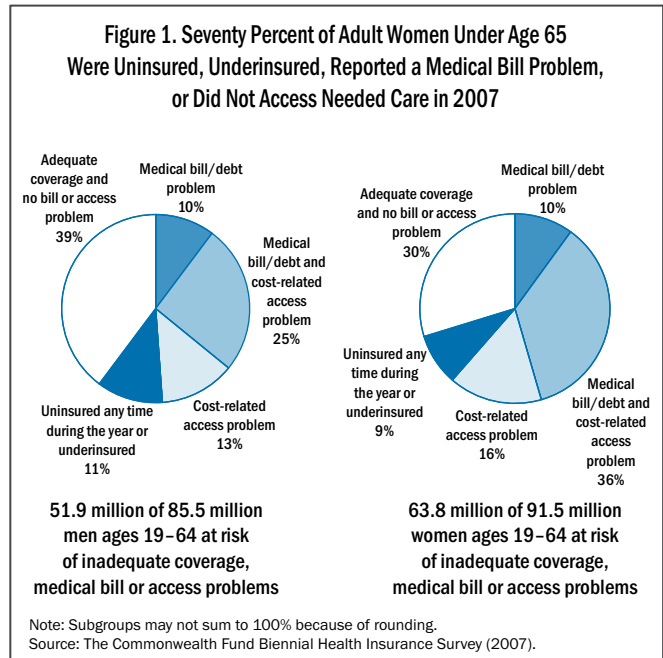 Figure 1. Seventy Percent of Adult Women Under Age 65
Were Uninsured, Underinsured, Reported a Medical Bill Problem,
or Did Not Access Needed Care in 2007
Adequate
coverage and
no bill or access
problem
39%
Medical bill/debt
problem
10%
Medical
bill/debt and
cost-related
access
problem
25%
Cost-related
access problem
13%
Uninsured any time
during the year or
underinsured
11%
51.9 million of 85.5 million
men ages 19–64 at risk
of inadequate coverage,
medical bill or access problems
Adequate coverage
and no bill or access
problem
30%
Medical bill/debt
problem
10%
Medical
bill/debt and
cost-related
access
problem
36%
Cost-related
access problem
16%
Uninsured any
time during
the year or
underinsured
9%
63.8 million of 91.5 million
women ages 19–64 at risk
of inadequate coverage,
medical bill or access problems
Note: Subgroups may not sum to 100% because of rounding.
Source: The Commonwealth Fund Biennial Health Insurance Survey (2007).